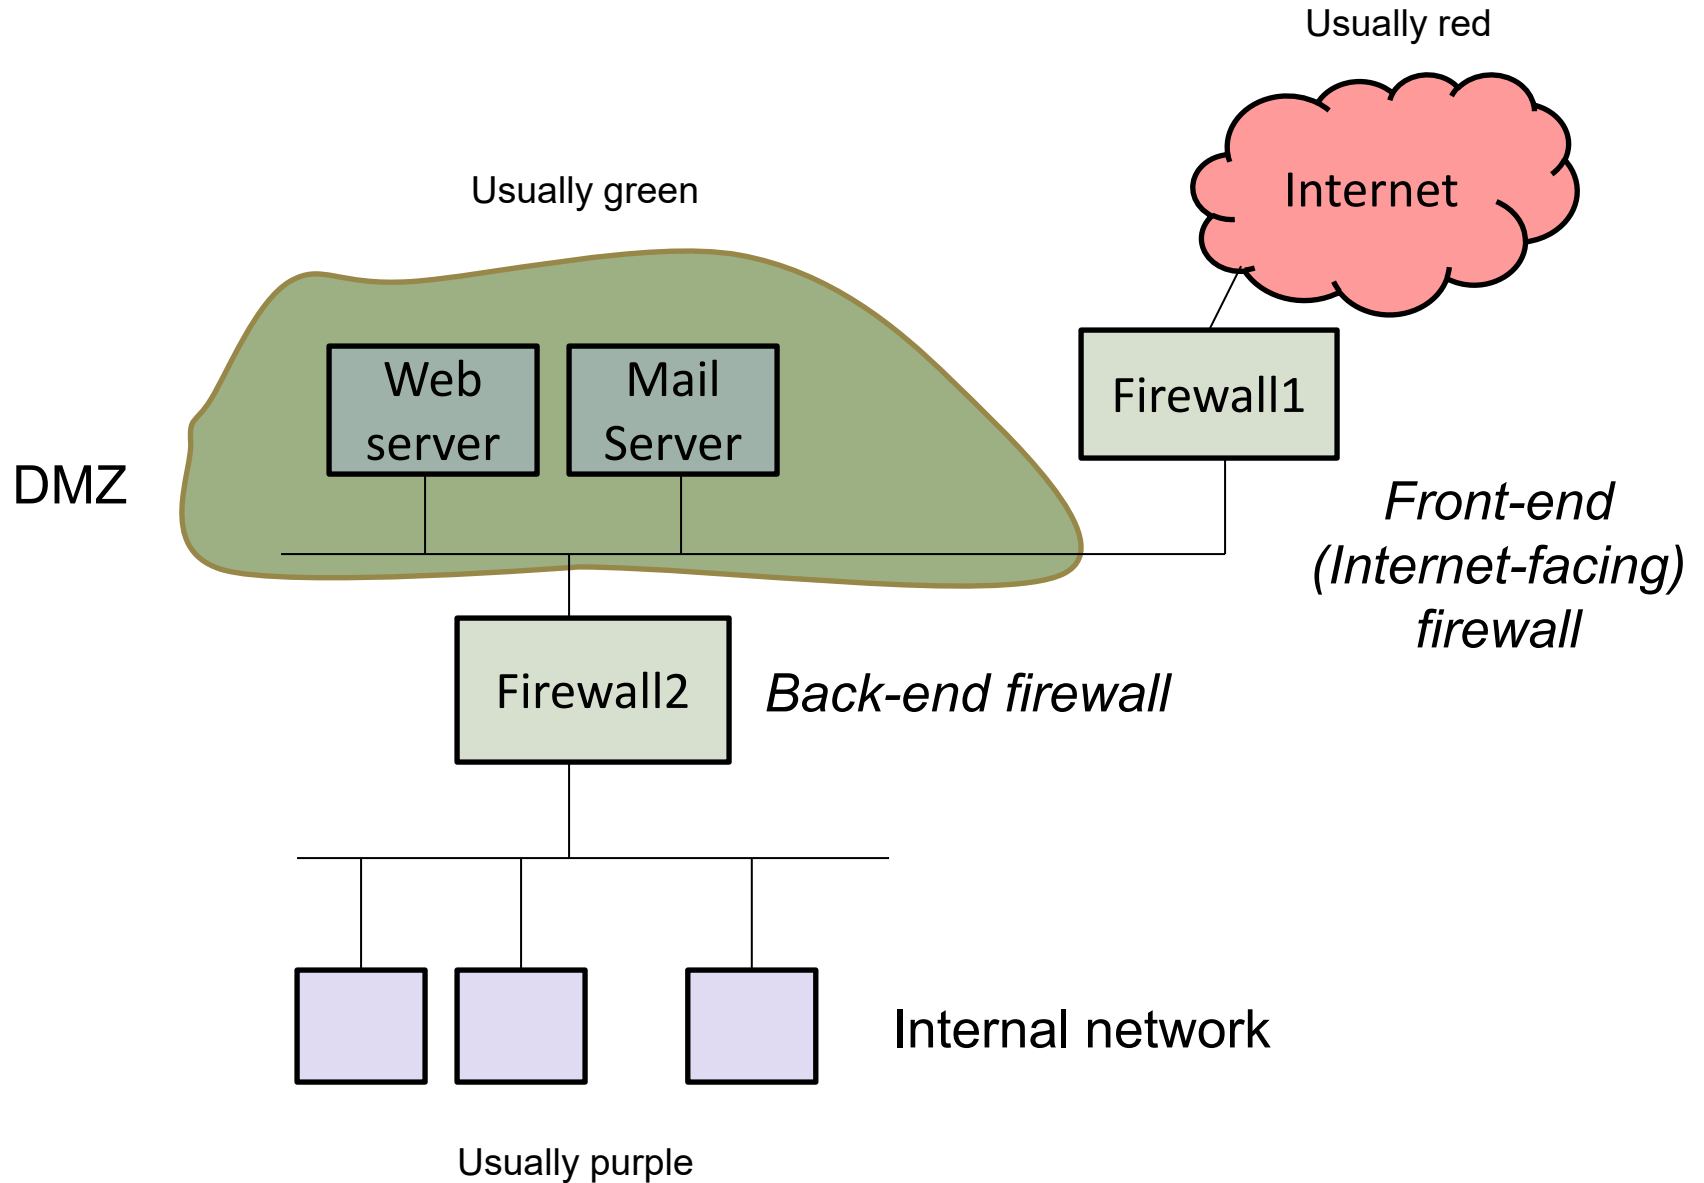 Usually red
Internet
Usually green
Web
server
Mail
Server
Firewall1
DMZ
Front-end
(Internet-facing)
firewall
Firewall2
Back-end firewall
Internal network
Usually purple